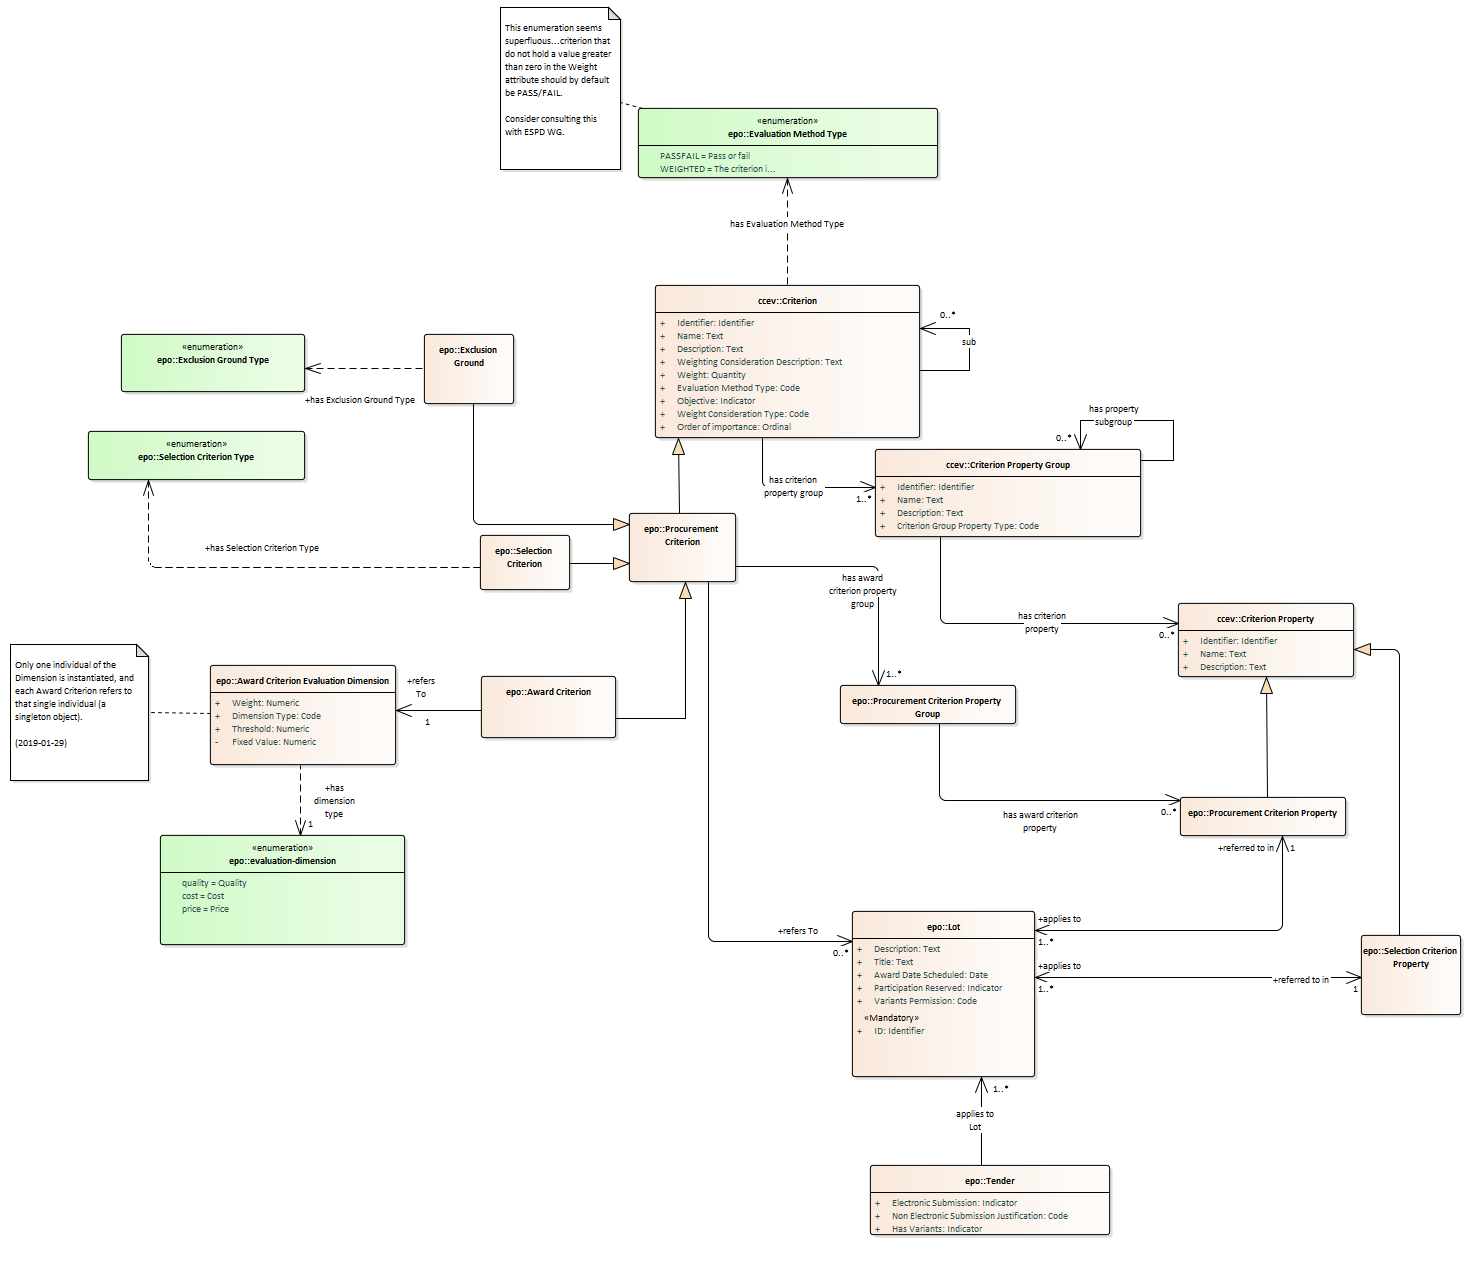 This enumeration seems
superfluous...criterion that
do not hold a value greater
than zero in the Weight
attribute should by default
be PASS/FAIL.
Consider consulting this
with ESPD WG.
«enumeration»
epo::Evaluation Method Type
PASSFAIL = Pass or fail
WEIGHTED = The criterion i...
has Evaluation Method Type
ccev::Criterion
+ Identifier: Identifier
+ Name: Text
+ Description: Text
+ Weighting Consideration Description: Text
+ Weight: Quantity
+ Evaluation Method Type: Code
+ Objective: Indicator
+ Weight Consideration Type: Code
+ Order of importance: Ordinal
0..*
sub
«enumeration»
epo::Exclusion Ground Type
epo::Exclusion
Ground
+has Exclusion Ground Type
«enumeration»
epo::Selection Criterion Type
has property
subgroup
0..*
ccev::Criterion Property Group
+ Identifier: Identifier
+ Name: Text
+ Description: Text
+ Criterion Group Property Type: Code
has criterion
property group
1..*
epo::Procurement
Criterion
+has Selection Criterion Type
epo::Selection
Criterion
has award
criterion property
group
1..*
has criterion
property
0..*
ccev::Criterion Property
+ Identifier: Identifier
+ Name: Text
+ Description: Text
Only one individual of the
Dimension is instantiated, and
each Award Criterion refers to
that single individual (a
singleton object).
(2019-01-29)
epo::Award Criterion Evaluation Dimension
+ Weight: Numeric
+ Dimension Type: Code
+ Threshold: Numeric
- Fixed Value: Numeric
+refers
To
1
epo::Award Criterion
epo::Procurement Criterion Property
Group
+has
dimension
type
1
«enumeration»
epo::evaluation-dimension
quality = Quality
cost = Cost
price = Price
has award criterion
property
0..*
epo::Procurement Criterion Property
+referred to in
1
+refers To
0..*
epo::Lot
+ Description: Text
+ Title: Text
+ Award Date Scheduled: Date
+ Participation Reserved: Indicator
+ Variants Permission: Code
«Mandatory»
+ ID: Identifier
+applies to
1..*
+applies to
1..*
+referred to in
1
epo::Selection Criterion
Property
1..*
applies to
Lot
epo::Tender
+ Electronic Submission: Indicator
+ Non Electronic Submission Justification: Code
+ Has Variants: Indicator